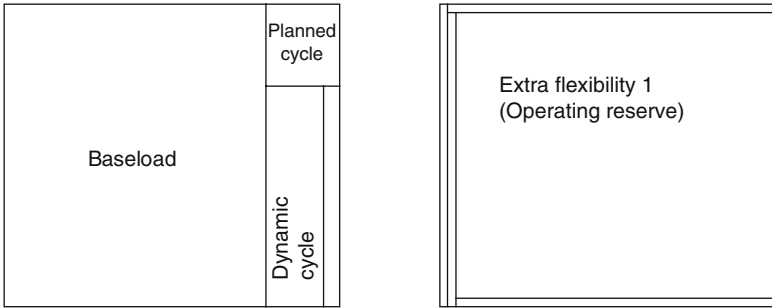 Planned
cycle
Baseload
Dynamic
cycle
Extra flexibility 1
(Operating reserve)